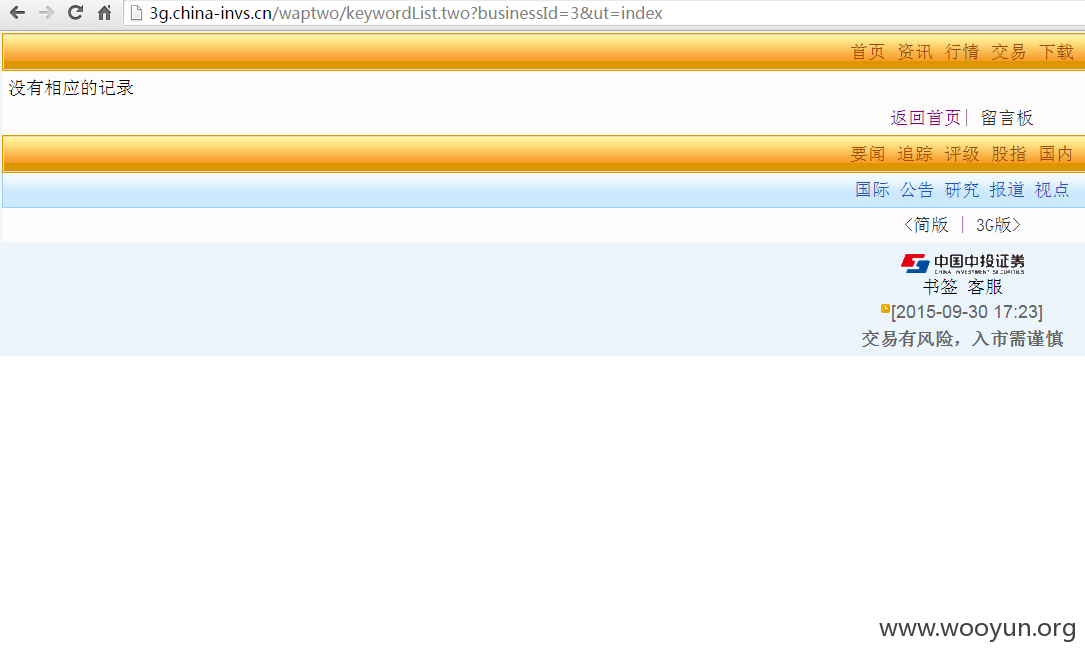 3g.china-invs.cn/waptwo/keywordList.two?businessId=3&ut=index
首页 资讯 行情 交易 下载
没有相应的记录
返回首页| 留言板
要闻 追踪 评级 股指 国内
国际 公告 研究 报道 视点
<简版 | 3G版>
中国中投证券
CHINA INVESTMENT SECURITIES
书签 客服
[2015-09-30 17:23]
交易有风险，入市需谨慎
www.wooyun.org